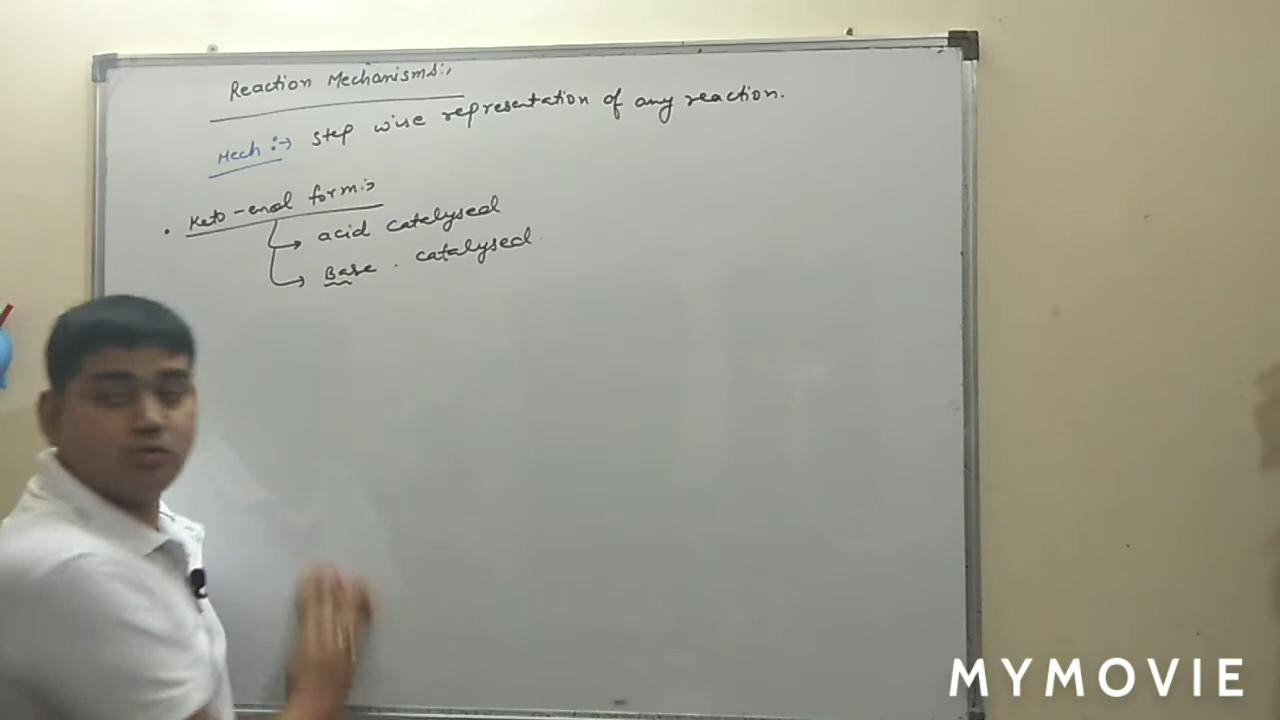 Reaction Mechanisms:,
Mech :→ step wise representation of any reaction.
• Keto-enol form:>
→ acid catalysed
→ Base. catalysed.
MYMOVIE